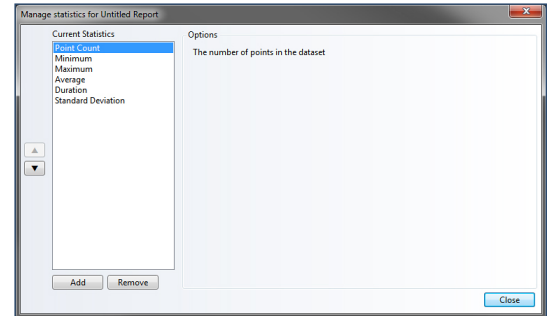 Manage statistics for Untitled Report
Current Statistics
Point Count
Minimum
Maximum
Average
Duration
Standard Deviation
Add
Remove
Options
The number of points in the dataset
Close